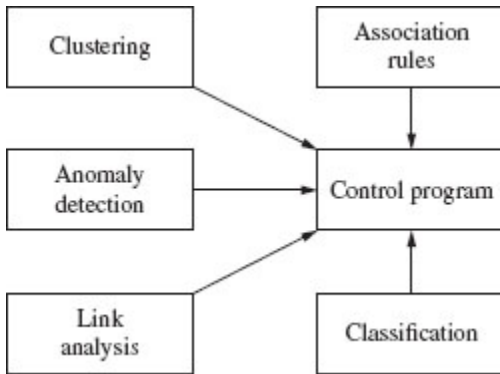 Clustering
Association
rules
Anomaly
detection
Control program
Link
analysis
Classification